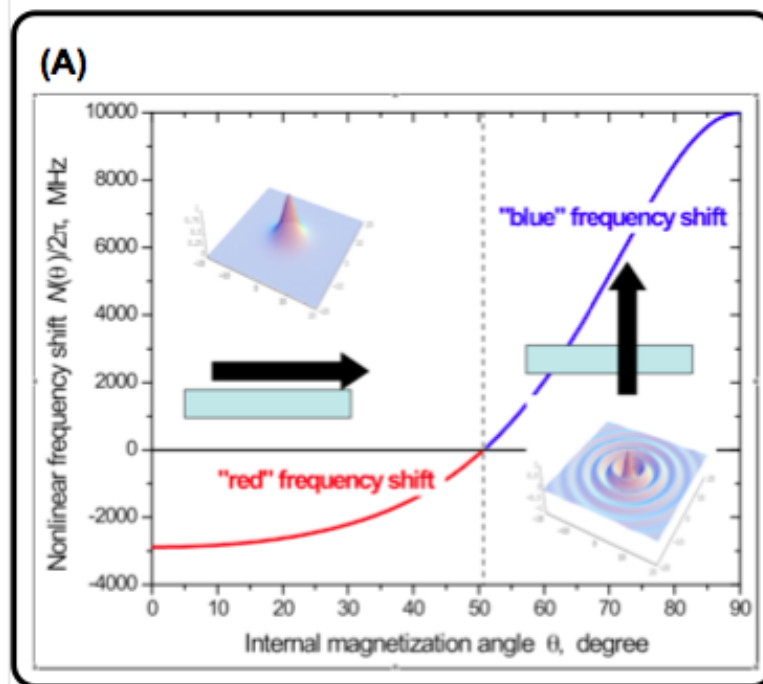 (A)
10000
8000
6000
4000
2000
0
-2000
-4000
Nonlinear frequency shift N(θ)/2π, MHz
"blue" frequency shift
"red" frequency shift
0 10 20 30 40 50 60 70 80 90
Internal magnetization angle θ, degree